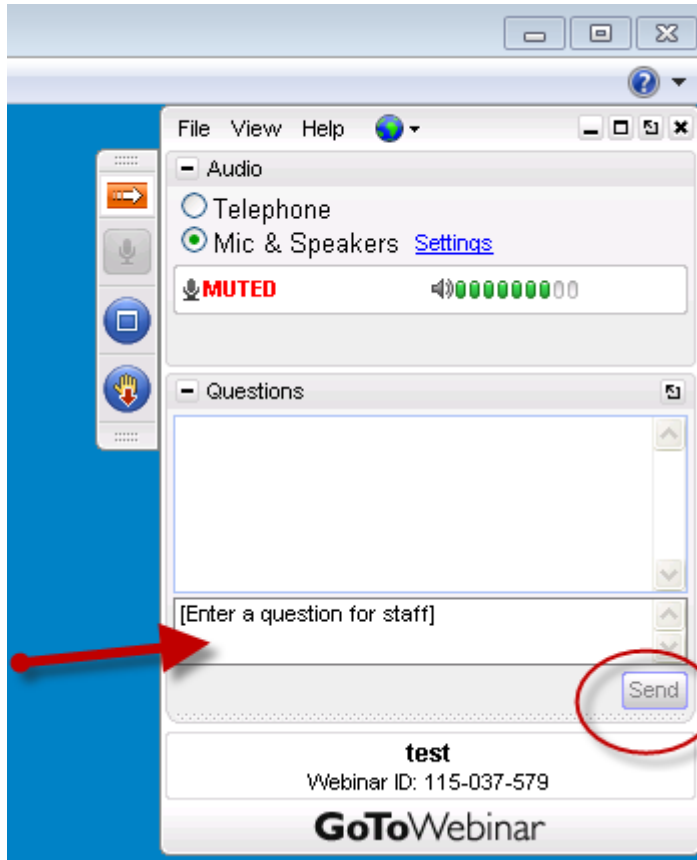 File View Help
Audio
Telephone
Mic & Speakers Settings
MUTED
Questions
[Enter a question for staff]
Send
test
Webinar ID: 115-037-579
GoToWebinar